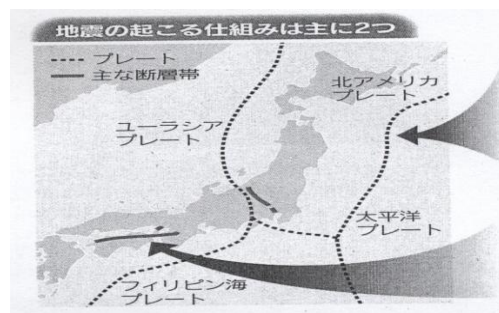 地震の起こる仕組みは主に2つ
プレート
主な断層帯
北アメリカ
プレート
ユーラシア
プレート
太平洋
プレート
フィリピン海
プレート